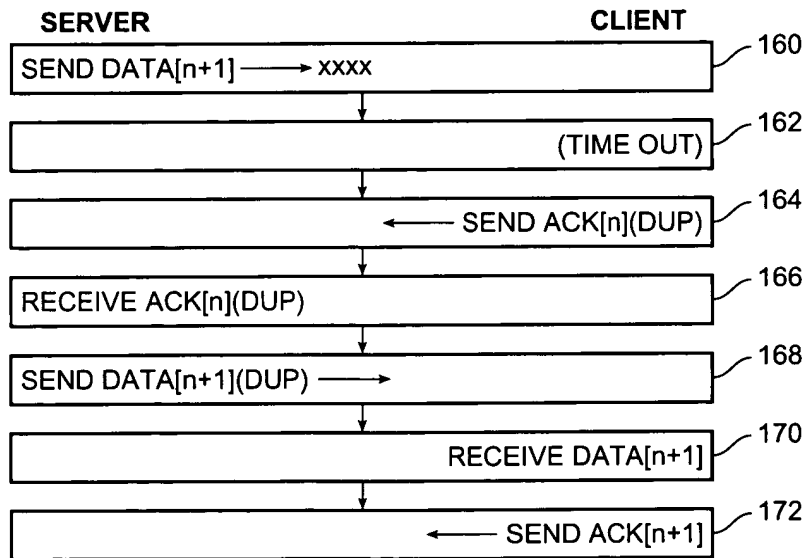 SERVER CLIENT
SEND DATA[n+1] xxxx 160
(TIME OUT) 162
SEND ACK[n](DUP) 164
RECEIVE ACK[n](DUP) 166
SEND DATA[n+1](DUP) 168
RECEIVE DATA[n+1] 170
SEND ACK[n+1] 172